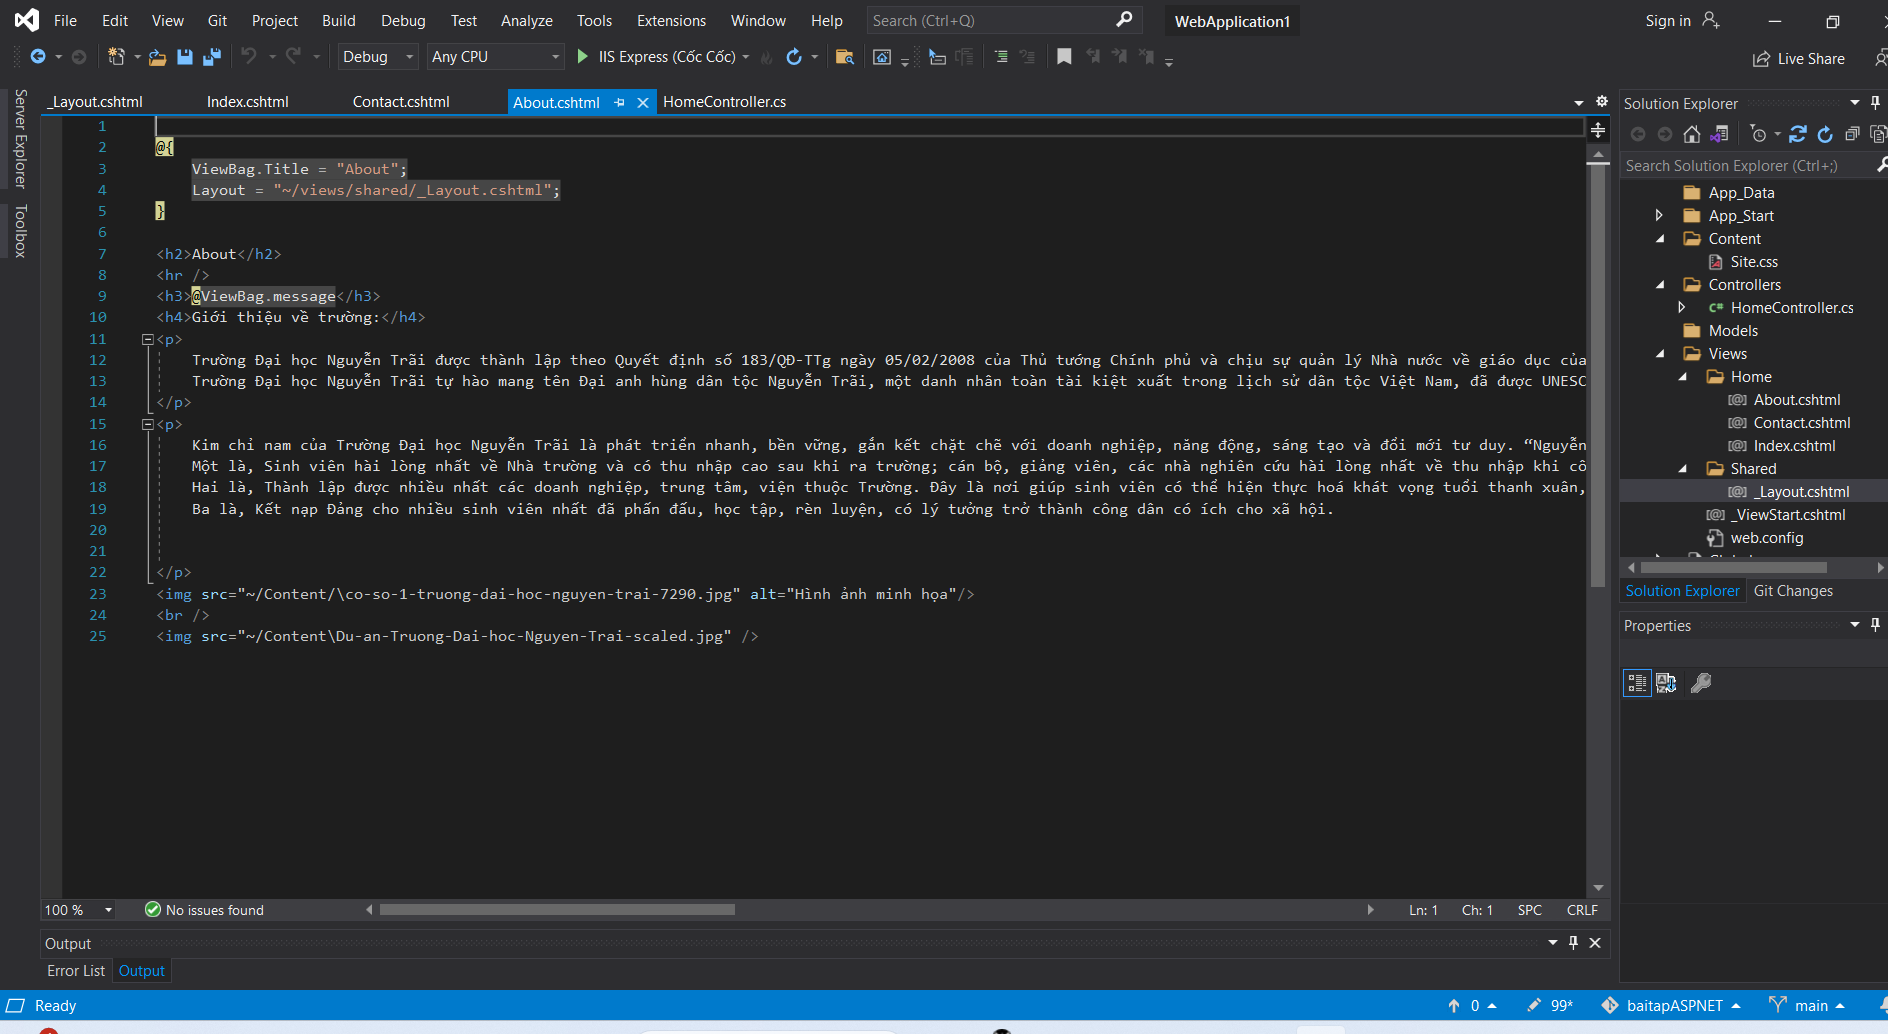 File Edit View Git Project Build Debug Test Analyze Tools Extensions Window Help Search (Ctrl+Q) WebApplication1 Sign in
Debug Any CPU IIS Express (Cốc Cốc) Live Share
Server Explorer
Toolbox
_Layout.cshtml Index.cshtml Contact.cshtml About.cshtml HomeController.cs
1
2 @{
3 ViewBag.Title = "About";
4 Layout = "~/views/shared/_Layout.cshtml";
5 }
6
7 <h2>About</h2>
8 <hr />
9 <h3>@ViewBag.message</h3>
10 <h4>Giới thiệu về trường:</h4>
11 <p>
12 Trường Đại học Nguyễn Trãi được thành lập theo Quyết định số 183/QĐ-TTg ngày 05/02/2008 của Thủ tướng Chính phủ và chịu sự quản lý Nhà nước về giáo dục của
13 Trường Đại học Nguyễn Trãi tự hào mang tên Đại anh hùng dân tộc Nguyễn Trãi, một danh nhân toàn tài kiệt xuất trong lịch sử dân tộc Việt Nam, đã được UNESC
14 </p>
15 <p>
16 Kim chỉ nam của Trường Đại học Nguyễn Trãi là phát triển nhanh, bền vững, gắn kết chặt chẽ với doanh nghiệp, năng động, sáng tạo và đổi mới tư duy. “Nguyễn
17 Một là, Sinh viên hài lòng nhất về Nhà trường và có thu nhập cao sau khi ra trường; cán bộ, giảng viên, các nhà nghiên cứu hài lòng nhất về thu nhập khi cô
18 Hai là, Thành lập được nhiều nhất các doanh nghiệp, trung tâm, viện thuộc Trường. Đây là nơi giúp sinh viên có thể hiện thực hoá khát vọng tuổi thanh xuân,
19 Ba là, Kết nạp Đảng cho nhiều sinh viên nhất đã phấn đấu, học tập, rèn luyện, có lý tưởng trở thành công dân có ích cho xã hội.
20
21
22 </p>
23 <img src="~/Content/\co-so-1-truong-dai-hoc-nguyen-trai-7290.jpg" alt="Hình ảnh minh họa"/>
24 <br />
25 <img src="~/Content\Du-an-Truong-Dai-hoc-Nguyen-Trai-scaled.jpg" />
100 % No issues found Ln: 1 Ch: 1 SPC CRLF
Output
Error List Output
Solution Explorer
Search Solution Explorer (Ctrl+;)
App_Data
App_Start
Content
Site.css
Controllers
C# HomeController.cs
Models
Views
Home
[@] About.cshtml
[@] Contact.cshtml
[@] Index.cshtml
Shared
[@] _Layout.cshtml
[@] _ViewStart.cshtml
web.config
Solution Explorer Git Changes
Properties
Ready 0 99* baitapASPNET main